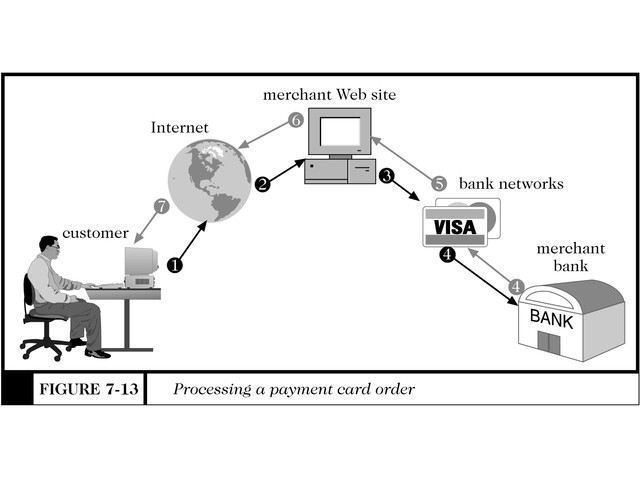 merchant Web site
6
Internet
2
3
5
bank networks
7
customer
VISA
merchant
bank
1
4
4
BANK
FIGURE 7-13
Processing a payment card order